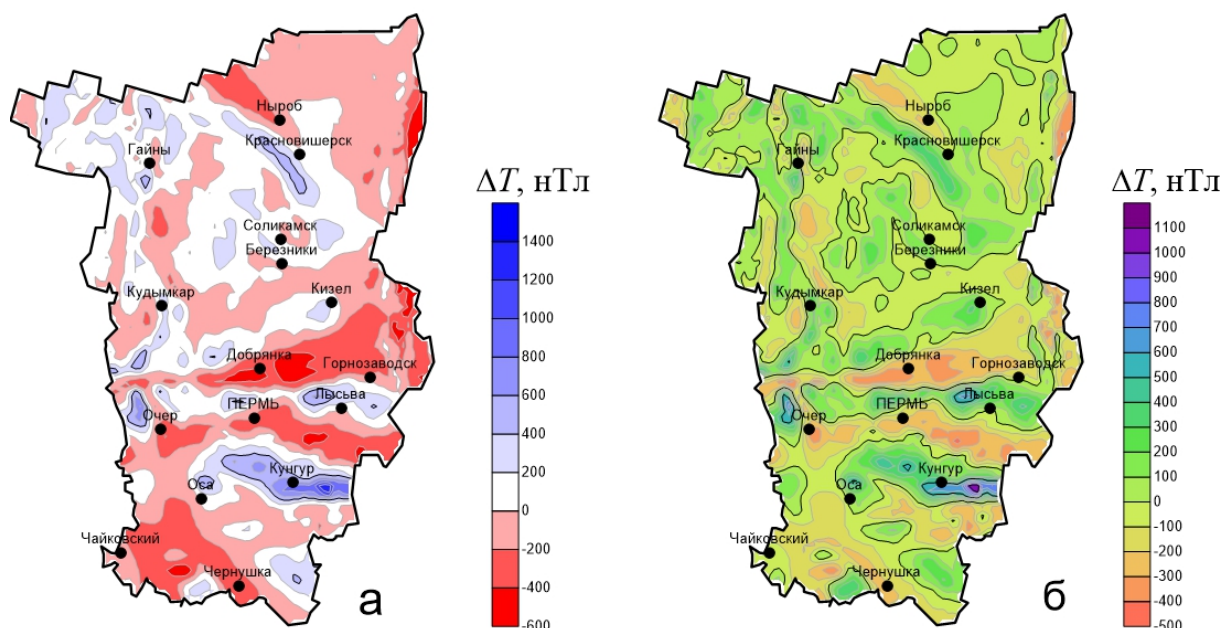 Ныроб
Красновишерск
Гайны
Соликамск
Березники
Кудымкар
Кизел
Добрянка
Горнозаводск
ПЕРМЬ
Лысьва
Очер
Кунгур
Оса
Чайковский
Чернушка
а
ΔT, нТл
1400
1200
1000
800
600
400
200
0
-200
-400
-600
Ныроб
Красновишерск
Гайны
Соликамск
Березники
Кудымкар
Кизел
Добрянка
Горнозаводск
ПЕРМЬ
Лысьва
Очер
Кунгур
Оса
Чайковский
Чернушка
б
ΔT, нТл
1100
1000
900
800
700
600
500
400
300
200
100
0
-100
-200
-300
-400
-500